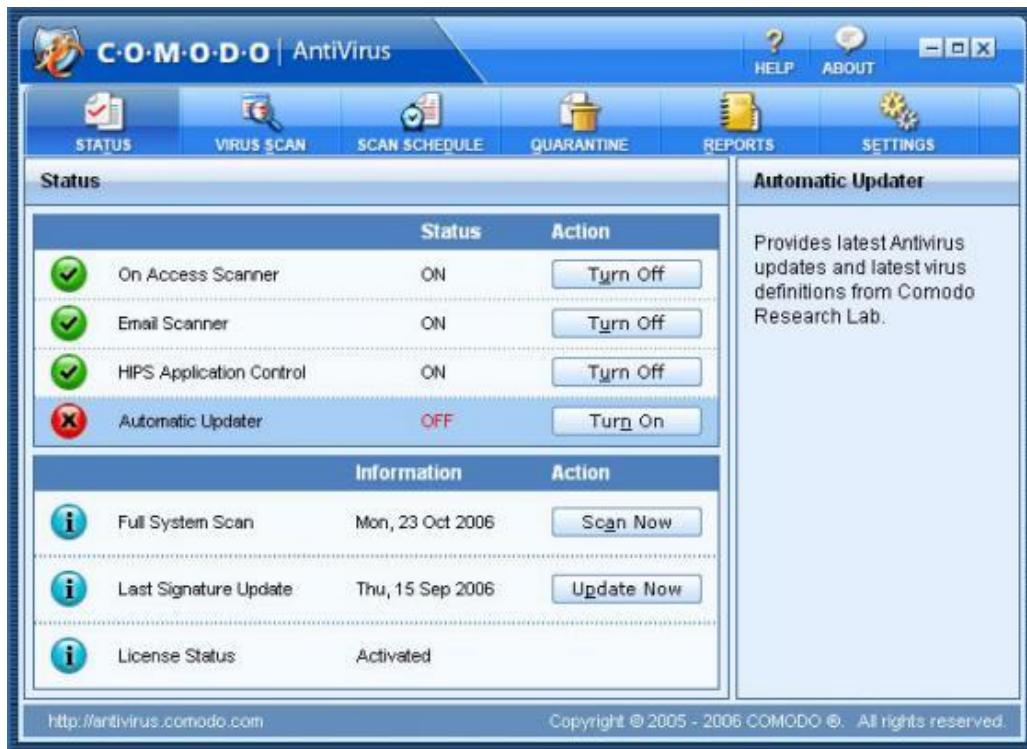 C·O·M·O·D·O | AntiVirus
HELP ABOUT
STATUS VIRUS SCAN SCAN SCHEDULE QUARANTINE REPORTS SETTINGS
Status
Status Action
On Access Scanner ON Turn Off
Email Scanner ON Turn Off
HIPS Application Control ON Turn Off
Automatic Updater OFF Turn On
Information Action
Full System Scan Mon, 23 Oct 2006 Scan Now
Last Signature Update Thu, 15 Sep 2006 Update Now
License Status Activated
Automatic Updater
Provides latest Antivirus
updates and latest virus
definitions from Comodo
Research Lab.
http://antivirus.comodo.com Copyright © 2005 - 2006 COMODO ®. All rights reserved.